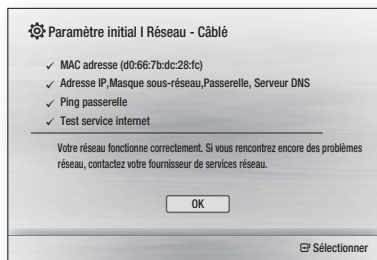 Paramètre initial I Réseau - Câblé
✓ MAC adresse (d0:66:7b:dc:28:fc)
✓ Adresse IP,Masque sous-réseau,Passerelle, Serveur DNS
✓ Ping passerelle
✓ Test service internet
Votre réseau fonctionne correctement. Si vous rencontrez encore des problèmes
réseau, contactez votre fournisseur de services réseau.
OK
Sélectionner